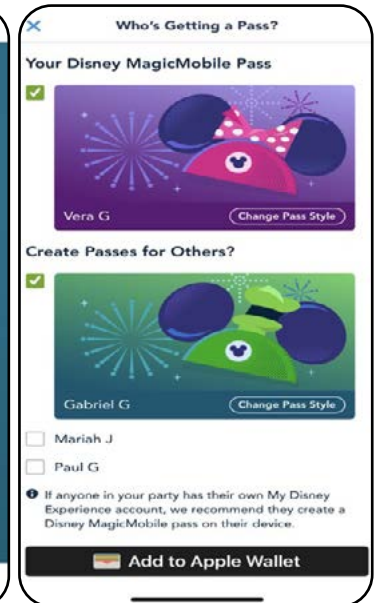 Who's Getting a Pass?
Your Disney MagicMobile Pass
Vera G
Change Pass Style
Create Passes for Others?
Gabriel G
Change Pass Style
Mariah J
Paul G
If anyone in your party has their own My Disney
Experience account, we recommend they create a
Disney MagicMobile pass on their device.
Add to Apple Wallet